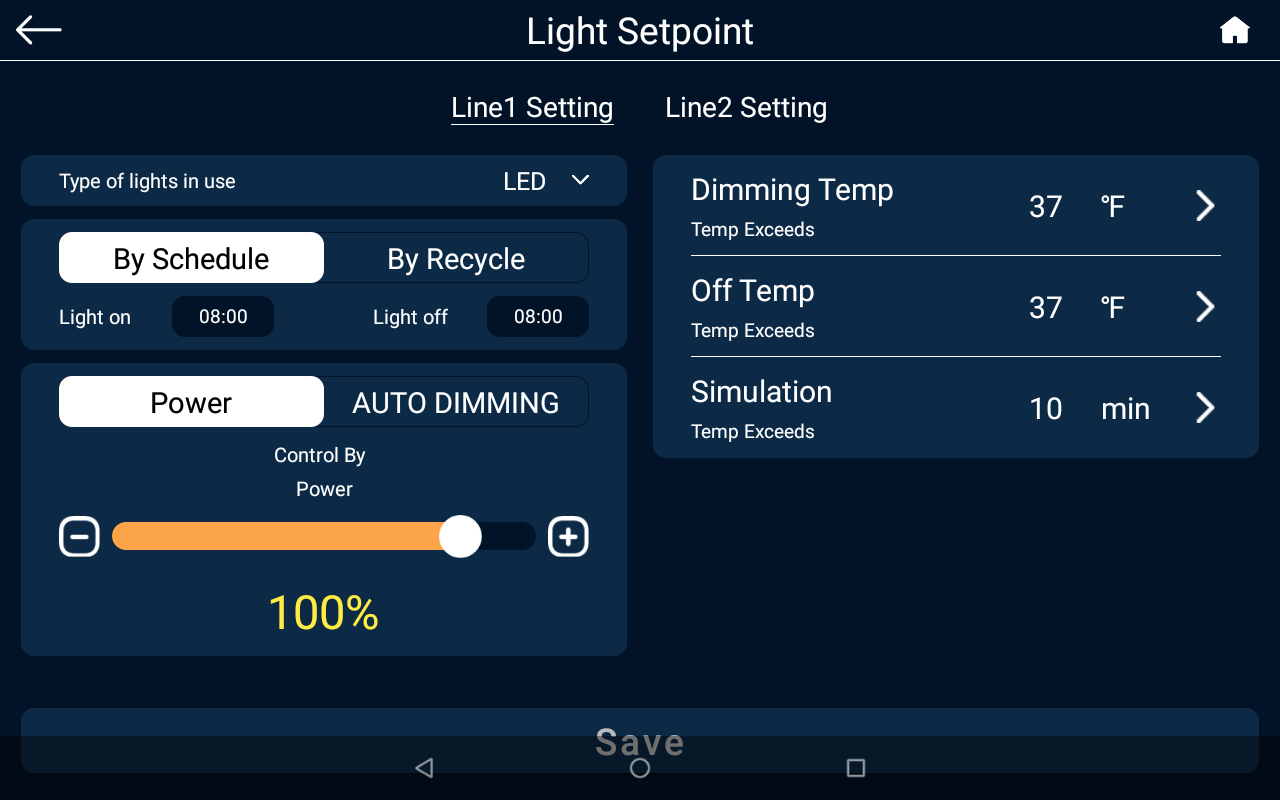 Light Setpoint
Line1 Setting
Line2 Setting
Type of lights in use
LED
By Schedule
By Recycle
Light on
08:00
Light off
08:00
Power
AUTO DIMMING
Control By
Power
100%
Dimming Temp
Temp Exceeds
37 ℉
Off Temp
Temp Exceeds
37 ℉
Simulation
Temp Exceeds
10 min
Save